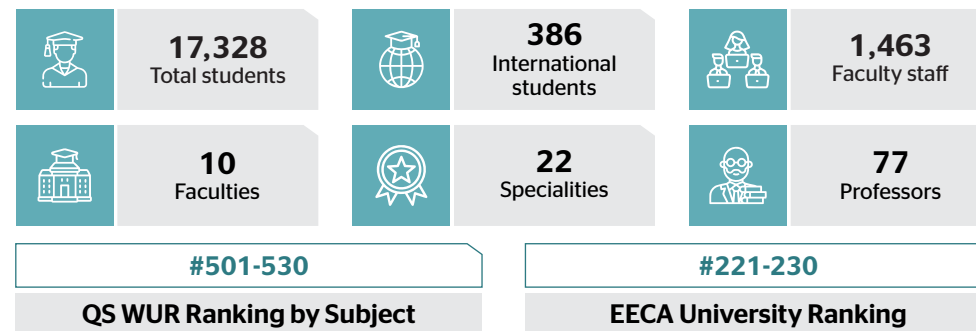 17,328
Total students
386
International
students
1,463
Faculty staff
10
Faculties
22
Specialities
77
Professors
#501-530
QS WUR Ranking by Subject
#221-230
EECA University Ranking